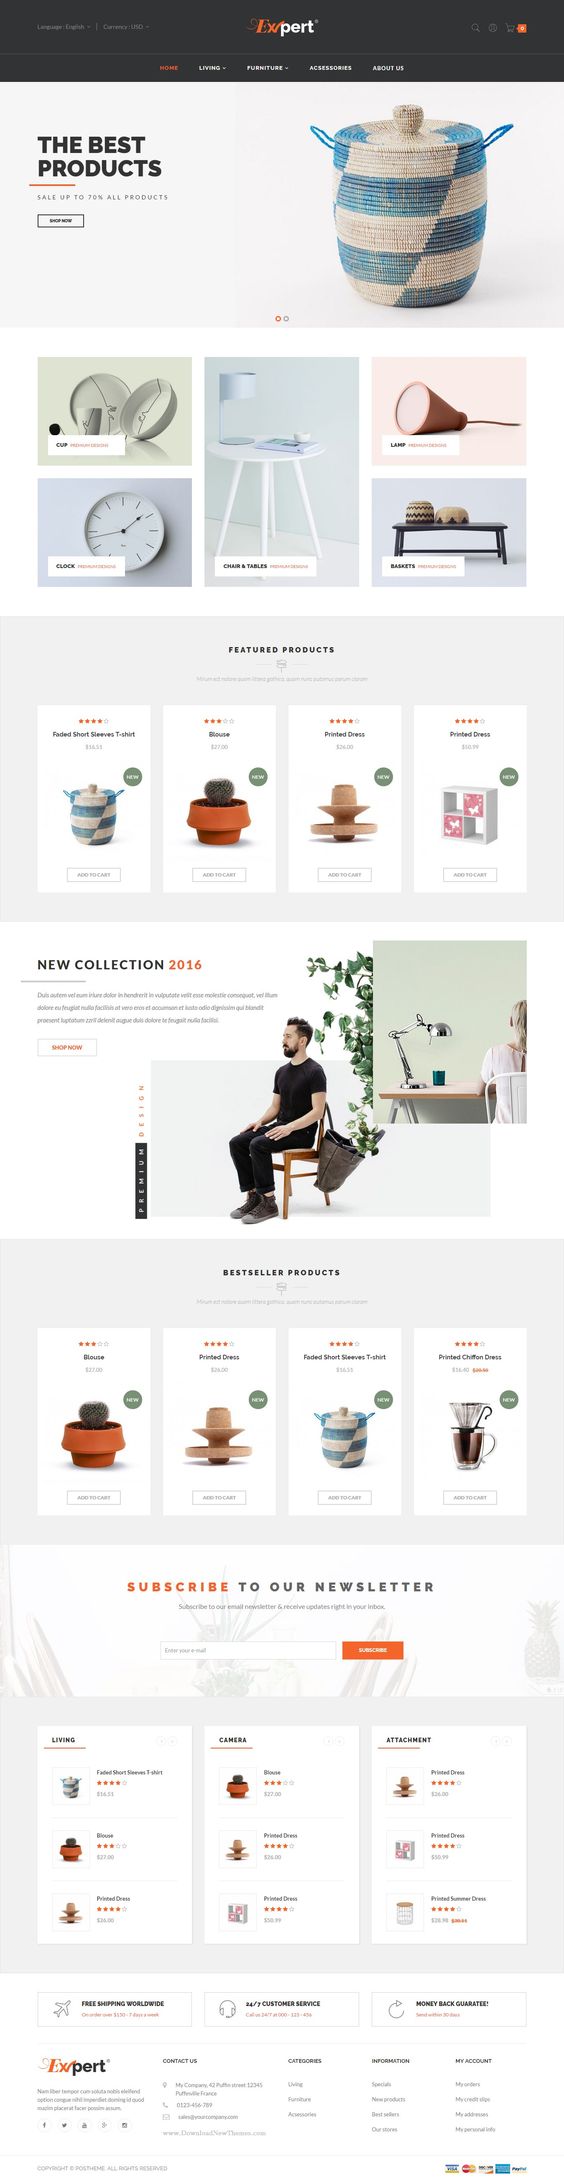 Language : English
Currency : USD
Expert®
0
HOME LIVING FURNITURE ACSESSORIES ABOUT US
THE BEST
PRODUCTS
SALE UP TO 70% ALL PRODUCTS
SHOP NOW
CUP PREMIUM DESIGNS
CLOCK PREMIUM DESIGNS
CHAIR & TABLES PREMIUM DESIGNS
LAMP PREMIUM DESIGNS
BASKETS PREMIUM DESIGNS
FEATURED PRODUCTS
Mirum est notare quam littera gothica, quam nunc putamus parum claram
Faded Short Sleeves T-shirt
$16.51
NEW
ADD TO CART
Blouse
$27.00
NEW
ADD TO CART
Printed Dress
$26.00
NEW
ADD TO CART
Printed Dress
$50.99
NEW
ADD TO CART
NEW COLLECTION 2016
Duis autem vel eum iriure dolor in hendrerit in vulputate velit esse molestie consequat, vel illum
dolore eu feugiat nulla facilisis at vero eros et accumsan et iusto odio dignissim qui blandit
praesent luptatum zzril delenit augue duis dolore te feugait nulla facilisi.
SHOP NOW
PREMIUM DESIGN
BESTSELLER PRODUCTS
Mirum est notare quam littera gothica, quam nunc putamus parum claram
Blouse
$27.00
NEW
ADD TO CART
Printed Dress
$26.00
NEW
ADD TO CART
Faded Short Sleeves T-shirt
$16.51
NEW
ADD TO CART
Printed Chiffon Dress
$16.40 $20.50
NEW
ADD TO CART
SUBSCRIBE TO OUR NEWSLETTER
Subscribe to our email newsletter & receive updates right in your inbox.
Enter your e-mail
SUBSCRIBE
LIVING
Faded Short Sleeves T-shirt
$16.51
Blouse
$27.00
Printed Dress
$26.00
CAMERA
Blouse
$27.00
Printed Dress
$26.00
Printed Dress
$50.99
ATTACHMENT
Printed Dress
$26.00
Printed Dress
$50.99
Printed Summer Dress
$28.98 $30.51
FREE SHIPPING WORLDWIDE
On order over $150 - 7 days a week
24/7 CUSTOMER SERVICE
Call us 24/7 at 000 - 123 - 456
MONEY BACK GUARATEE!
Send within 30 days
Expert®
Nam liber tempor cum soluta nobis eleifend
option congue nihil imperdiet doming id quod
mazim placerat facer possim assum.
CONTACT US
My Company, 42 Puffin street 12345
Puffinville France
0123-456-789
sales@yourcompany.com
www.DownloadNewThemes.com
CATEGORIES
Living
Furniture
Acsessories
INFORMATION
Specials
New products
Best sellers
Our stores
MY ACCOUNT
My orders
My credit slips
My addresses
My personal info
COPYRIGHT © POSTHEME. ALL RIGHTS RESERVED
VISA
PayPal